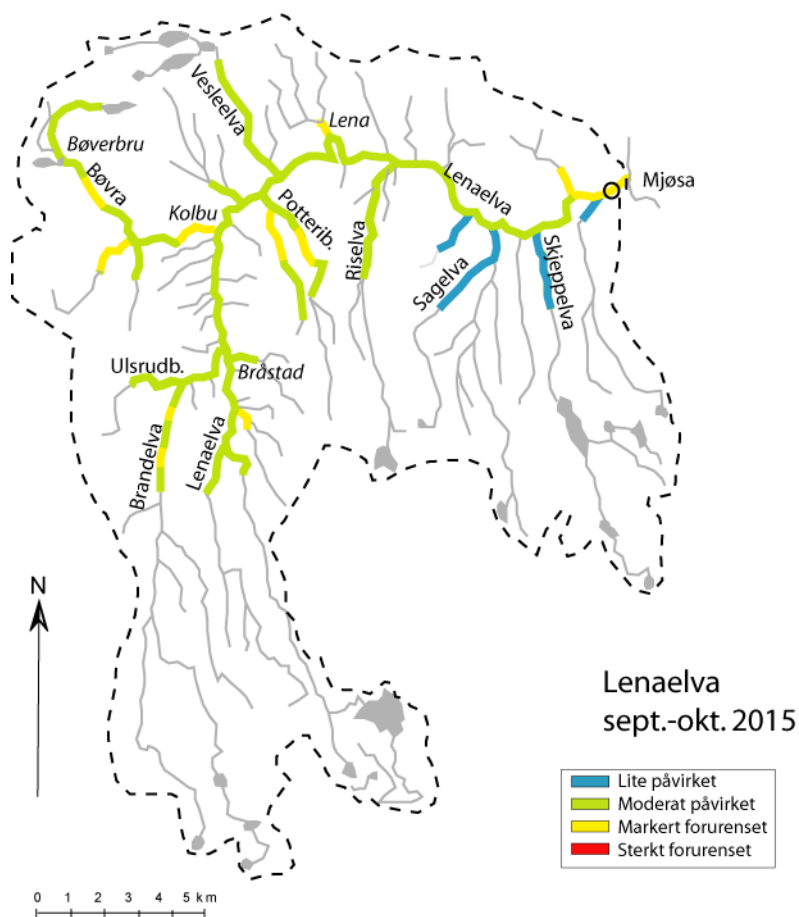 Vesleelva
Lena
Bøverbru
Bøvra
Mjøsa
Kolbu
Potterib.
Lenaelva
Riselva
Sagelva
Skjeppelva
Ulsrudb.
Bråstad
Brandelva
Lenaelva
N
Lenaelva
sept.-okt. 2015
Lite påvirket
Moderat påvirket
Markert forurenset
Sterkt forurenset
0 1 2 3 4 5 km